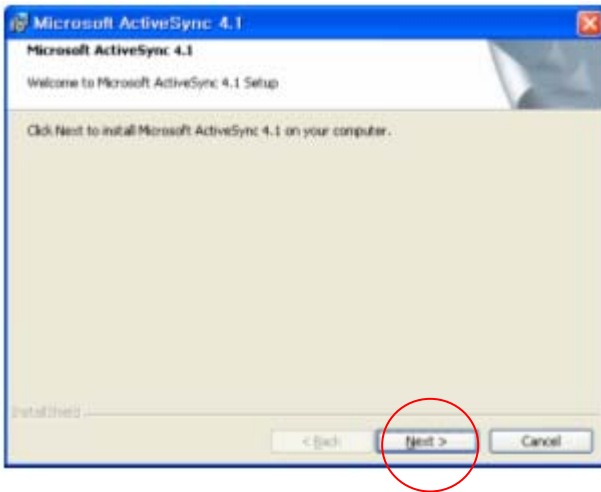 Microsoft ActiveSync 4.1
Microsoft ActiveSync 4.1
Welcome to Microsoft ActiveSync 4.1 Setup
Click Next to install Microsoft ActiveSync 4.1 on your computer.
InstallShield
< Back Next > Cancel